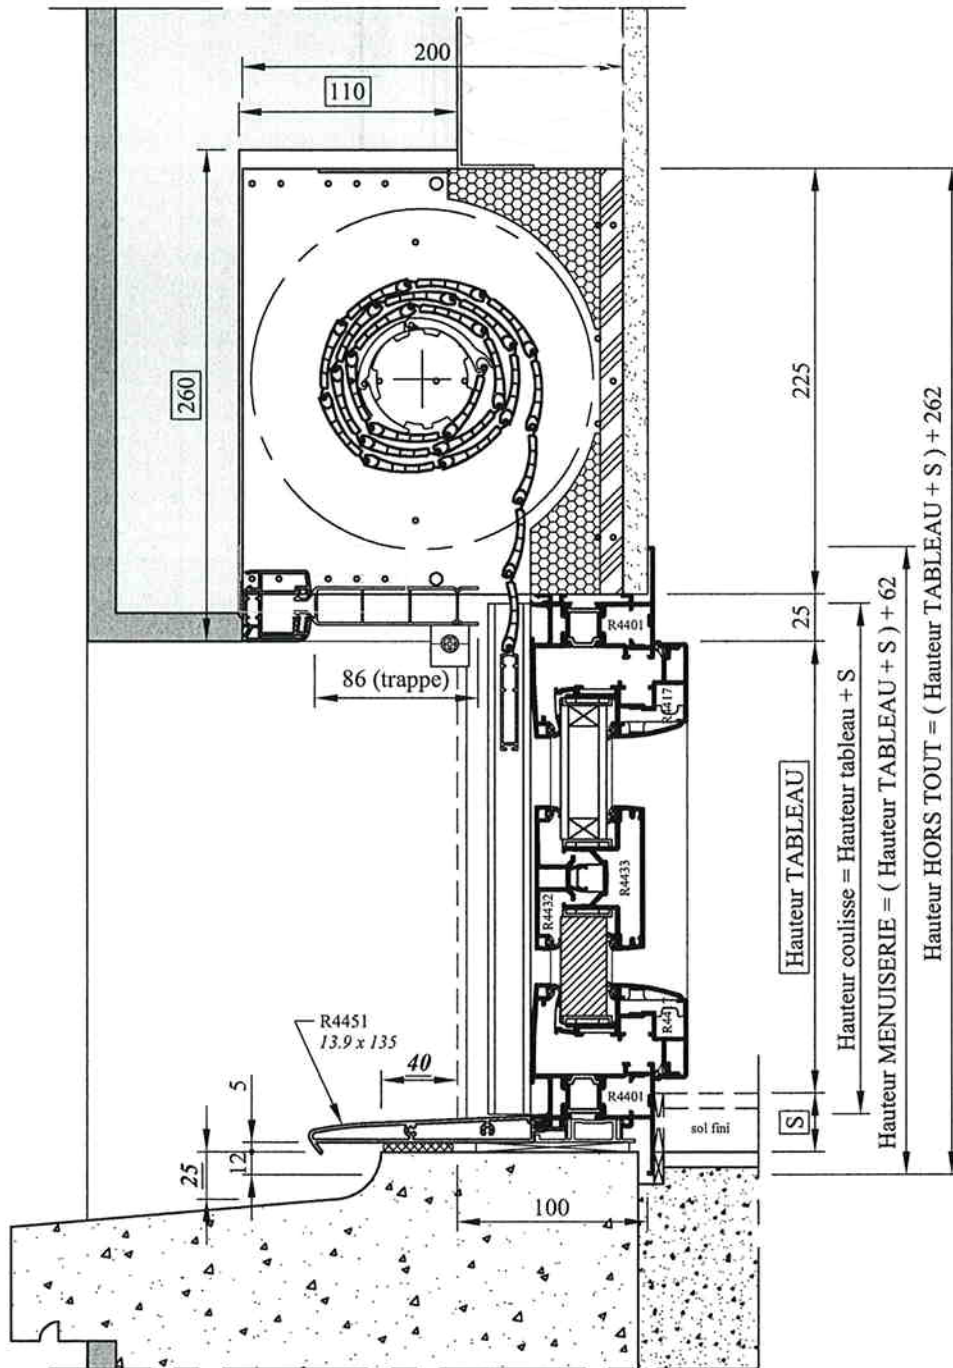 200
110
260
225
25
R4401
86 (trappe)
R4417
Hauteur TABLEAU
Hauteur coulisse = Hauteur tableau + S
Hauteur MENUISERIE = ( Hauteur TABLEAU + S ) + 62
Hauteur HORS TOUT = ( Hauteur TABLEAU + S ) + 262
R4433
R4432
R4451
13.9 x 135
40
R4417
5
R4401
S
sol fini
12
25
100